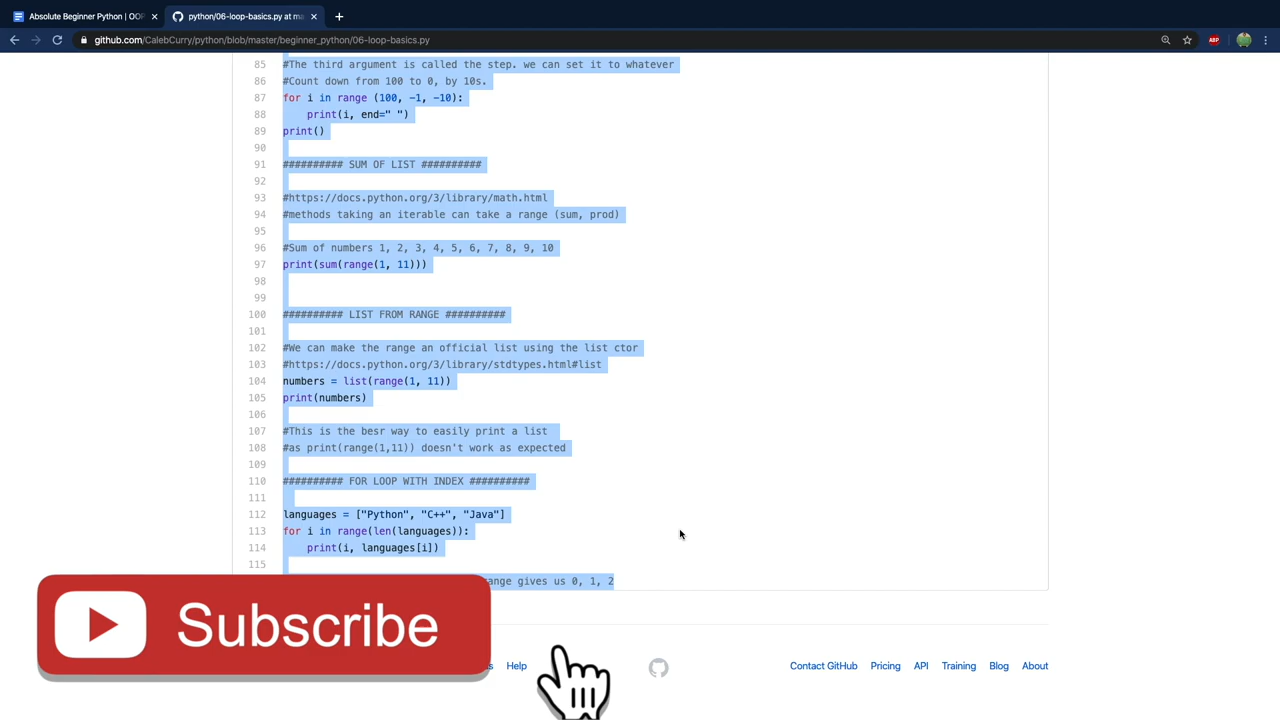 Absolute Beginner Python | OOP
python/06-loop-basics.py at ma
github.com/CalebCurry/python/blob/master/beginner_python/06-loop-basics.py
ABP
85 #The third argument is called the step. we can set it to whatever
86 #Count down from 100 to 0, by 10s.
87 for i in range (100, -1, -10):
88 print(i, end=" ")
89 print()
90
91 ########## SUM OF LIST ##########
92
93 #https://docs.python.org/3/library/math.html
94 #methods taking an iterable can take a range (sum, prod)
95
96 #Sum of numbers 1, 2, 3, 4, 5, 6, 7, 8, 9, 10
97 print(sum(range(1, 11)))
98
99
100 ########## LIST FROM RANGE ##########
101
102 #We can make the range an official list using the list ctor
103 #https://docs.python.org/3/library/stdtypes.html#list
104 numbers = list(range(1, 11))
105 print(numbers)
106
107 #This is the besr way to easily print a list
108 #as print(range(1,11)) doesn't work as expected
109
110 ########## FOR LOOP WITH INDEX ##########
111
112 languages = ["Python", "C++", "Java"]
113 for i in range(len(languages)):
114 print(i, languages[i])
115
gives us 0, 1, 2
Subscribe
Help
Contact GitHub Pricing API Training Blog About